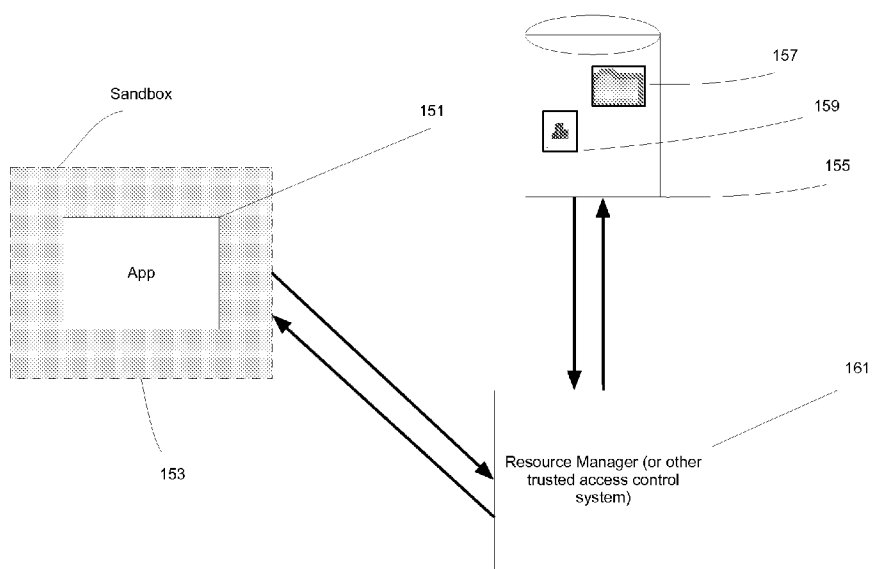 157
Sandbox
151
159
155
App
161
Resource Manager (or other
trusted access control
system)
153